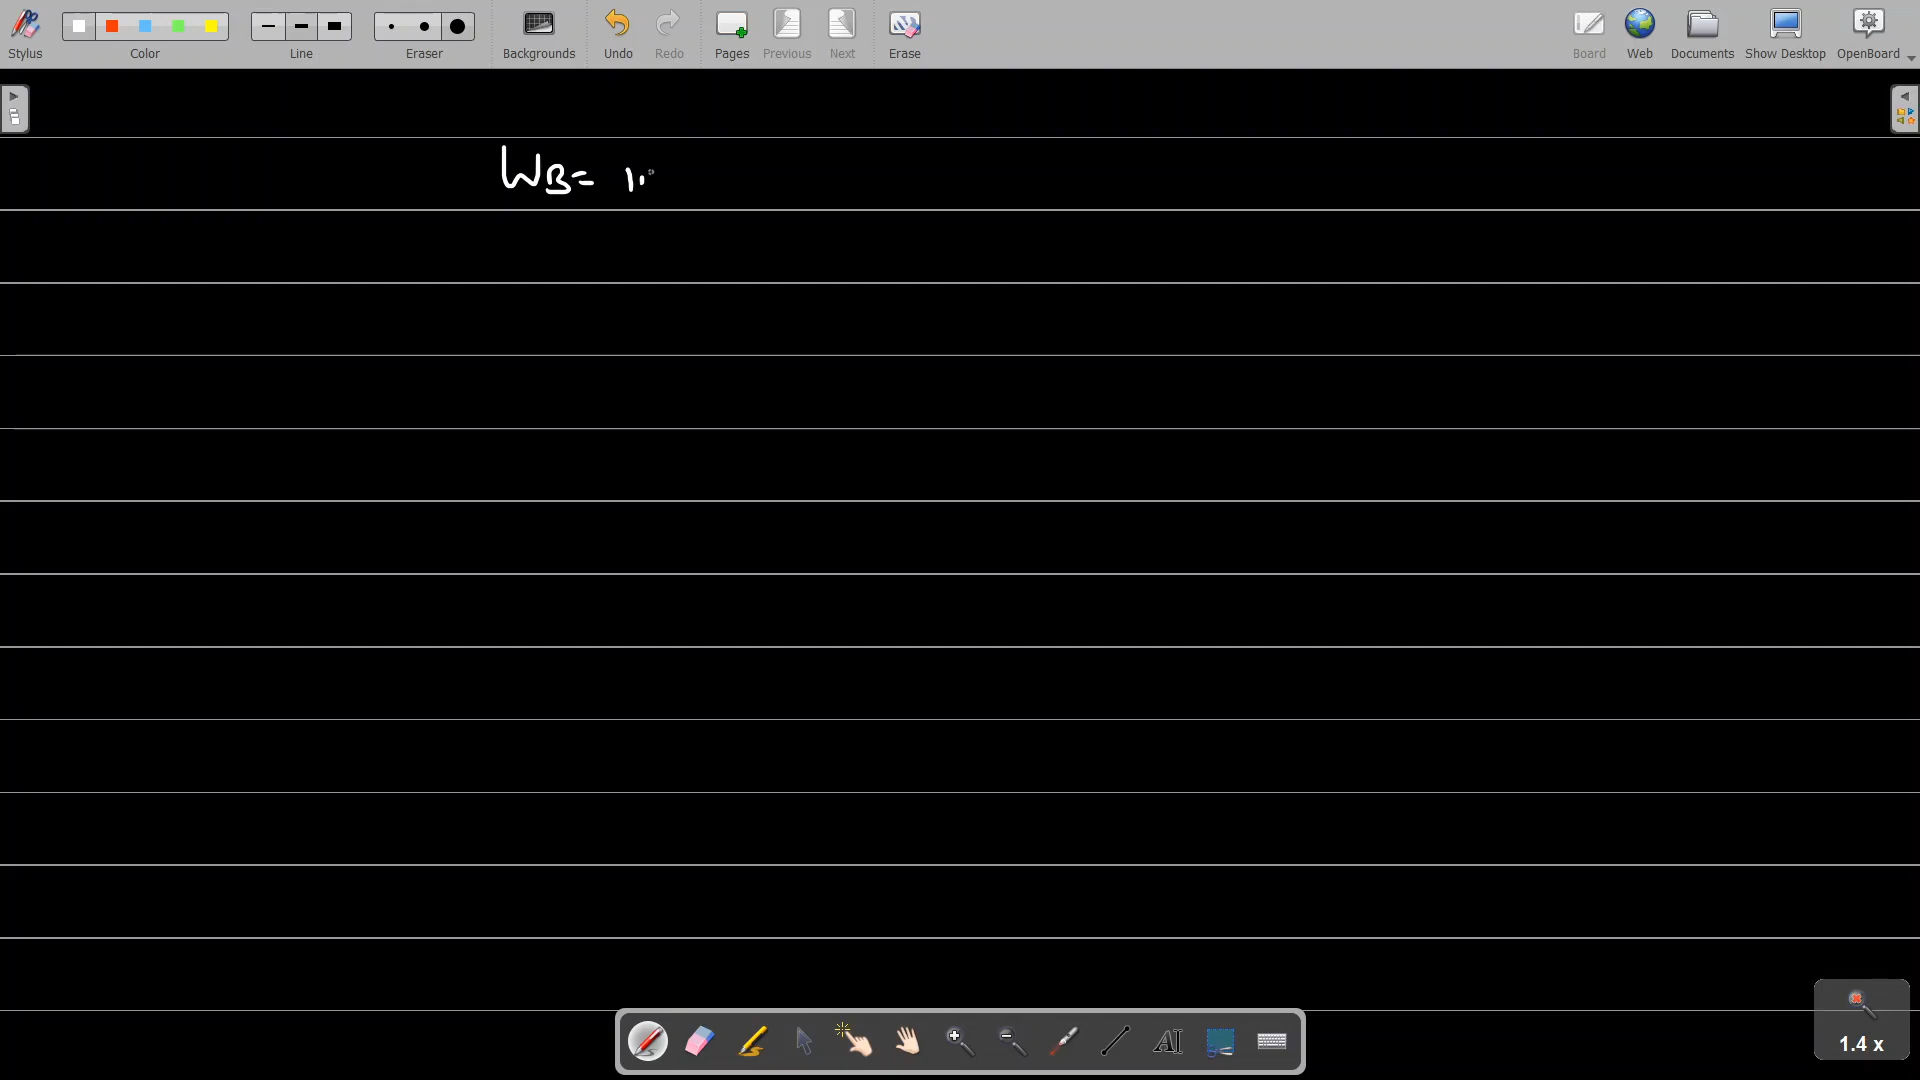 Stylus Color Line Eraser Backgrounds Undo Redo Pages Previous Next Erase Board Web Documents Show Desktop OpenBoard
WB= 1.
1.4 x